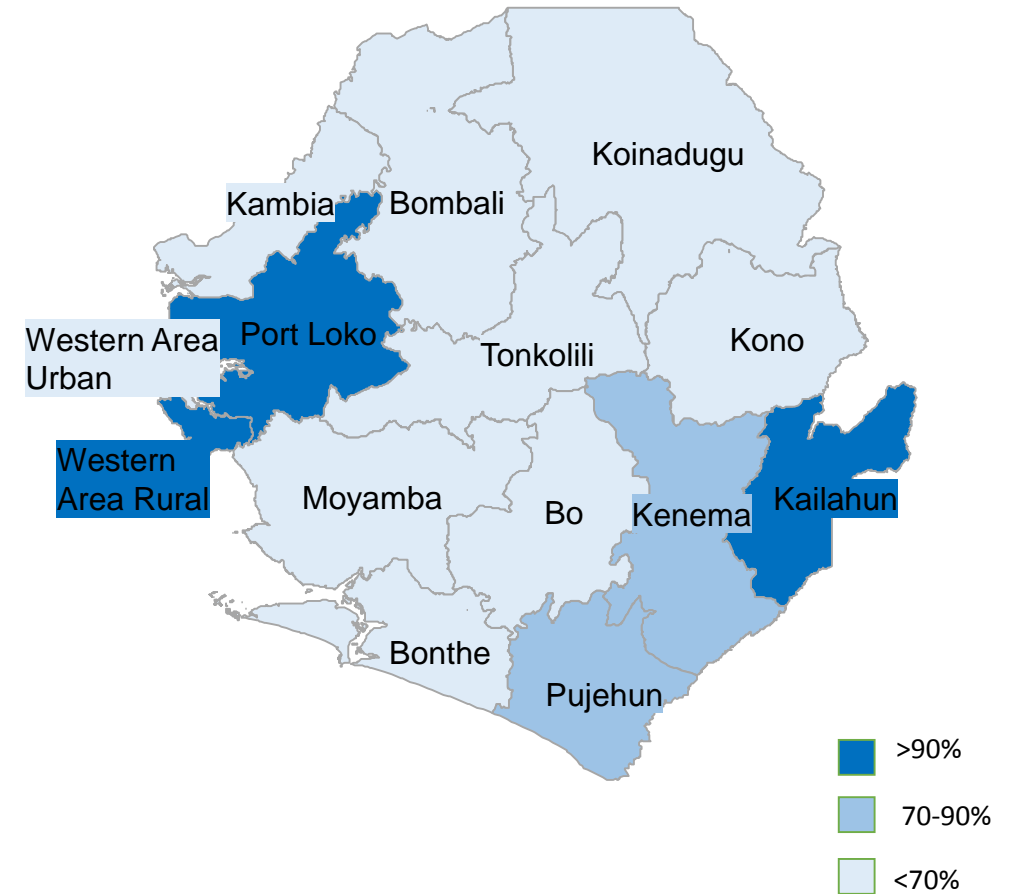 Koinadugu
Kambia
Bombali
Western Area
Urban
Port Loko
Tonkolili
Kono
Western
Area Rural
Moyamba
Bo
Kenema
Kailahun
Bonthe
Pujehun
>90%
70-90%
<70%